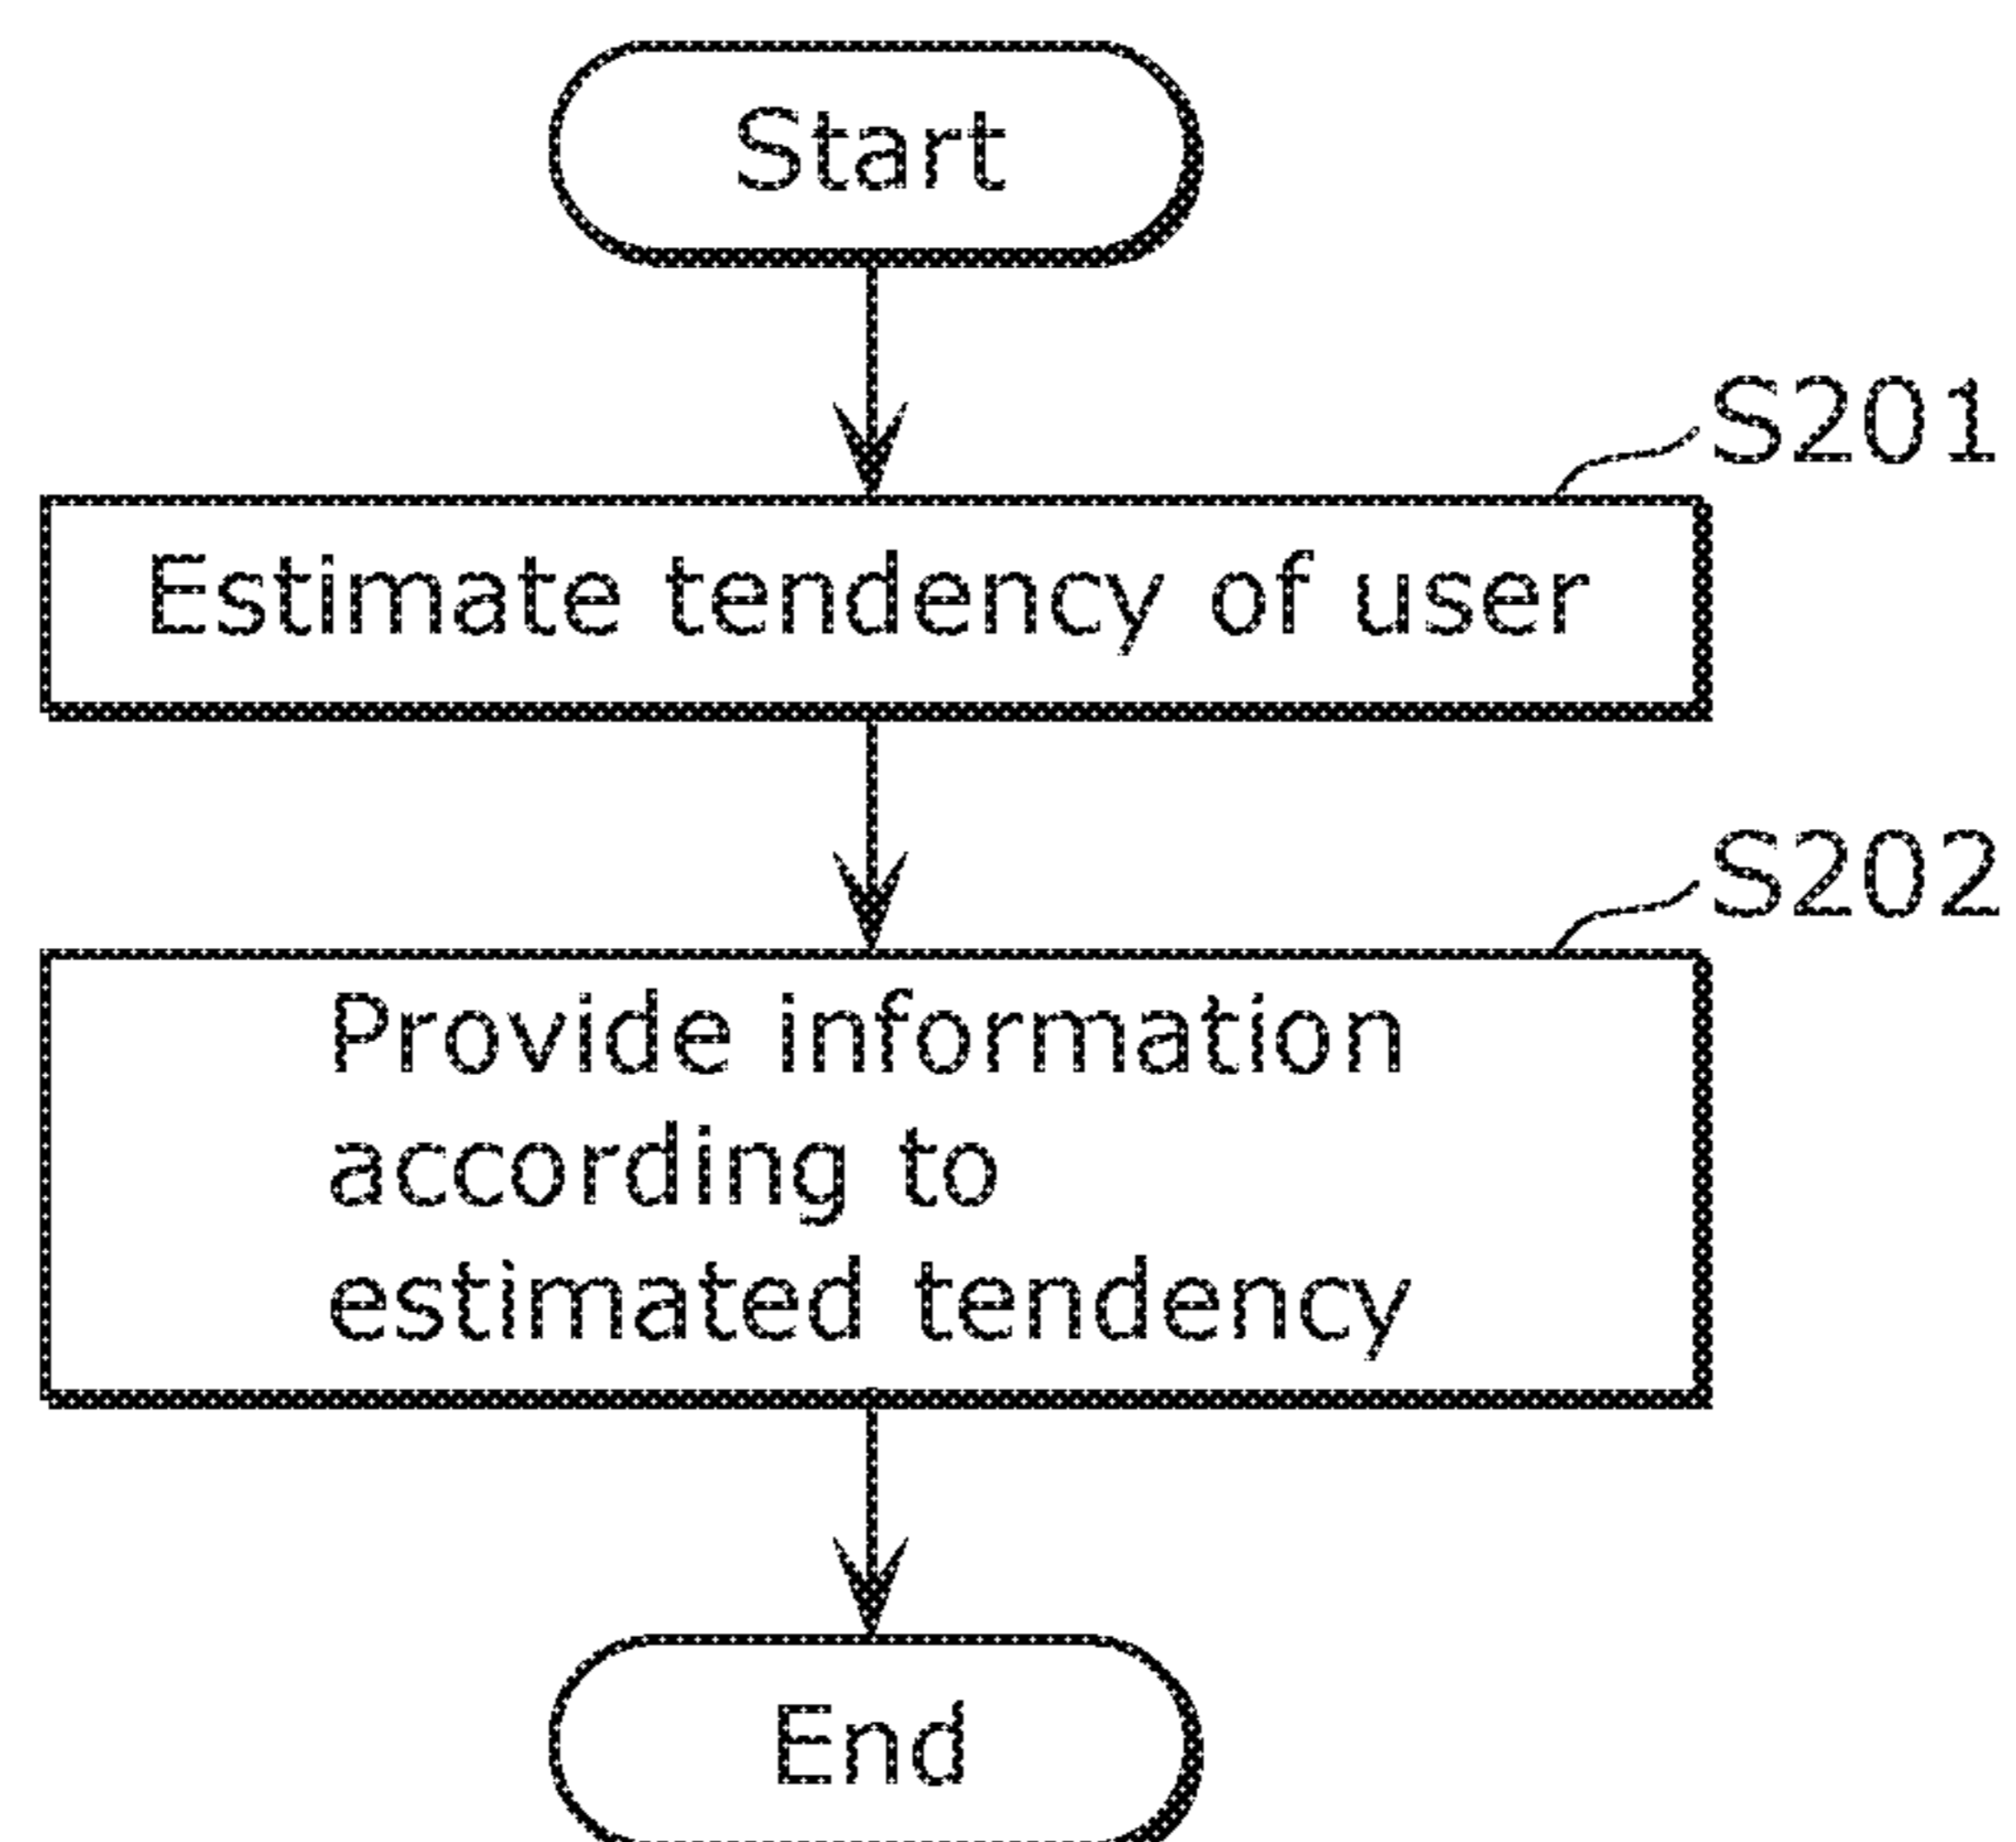 Start
S201
Estimate tendency of user
S202
Provide information
according to
estimated tendency
End